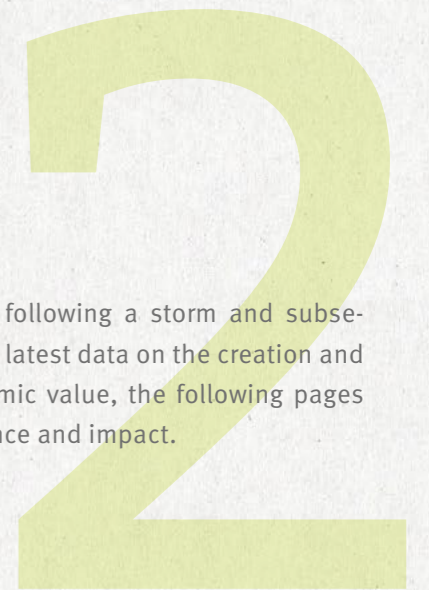 2
following a storm and subse-
latest data on the creation and
mic value, the following pages
nce and impact.